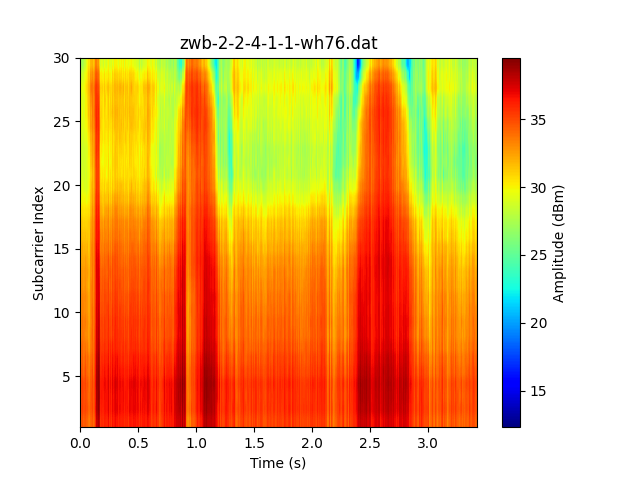 zwb-2-2-4-1-1-wh76.dat
30
25
20
15
10
5
Subcarrier Index
0.0 0.5 1.0 1.5 2.0 2.5 3.0
Time (s)
35
30
25
20
15
Amplitude (dBm)